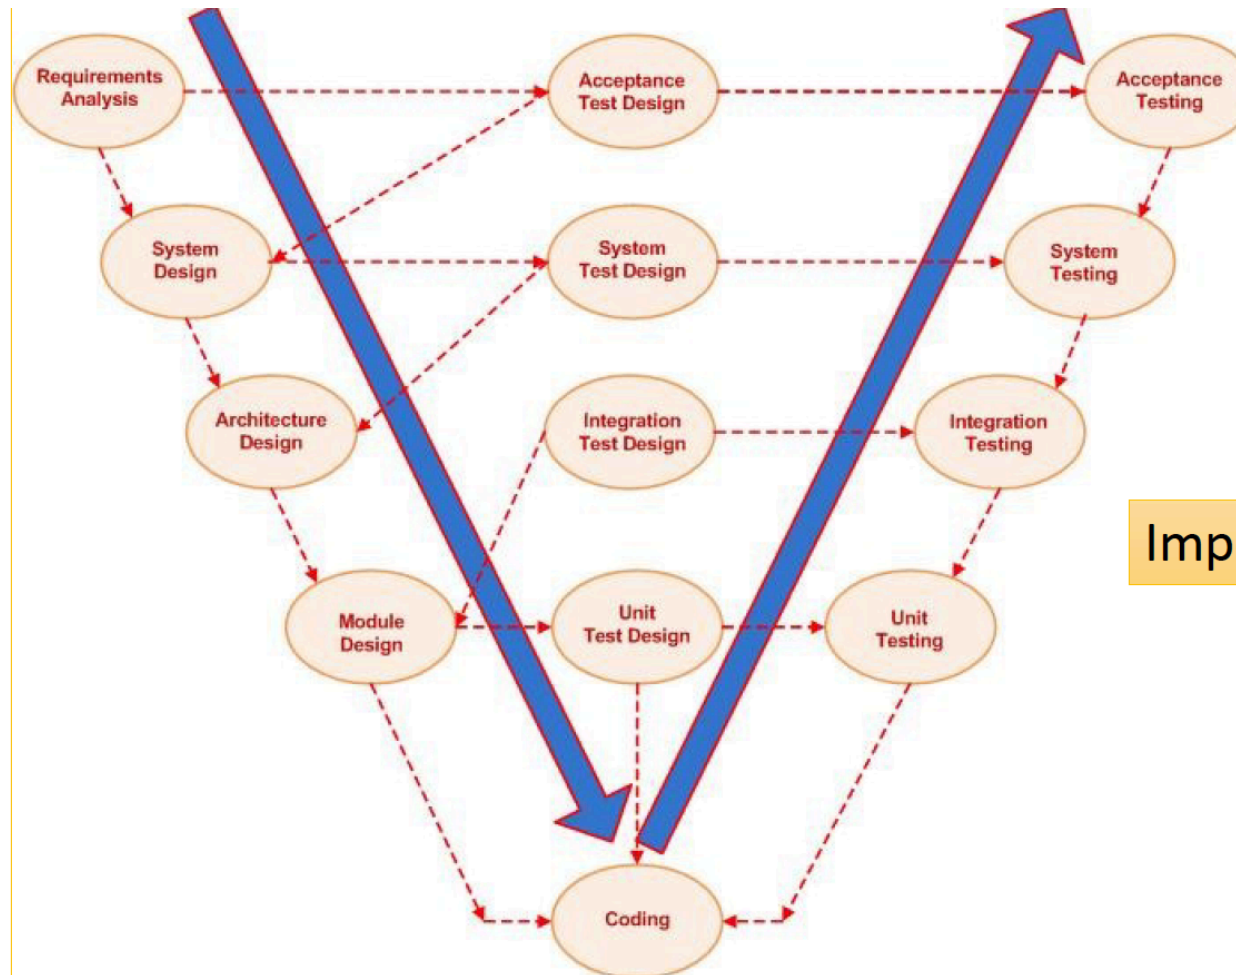 Requirements
Analysis
Acceptance
Test Design
Acceptance
Testing
System
Design
System
Test Design
System
Testing
Architecture
Design
Integration
Test Design
Integration
Testing
Imp
Module
Design
Unit
Test Design
Unit
Testing
Coding